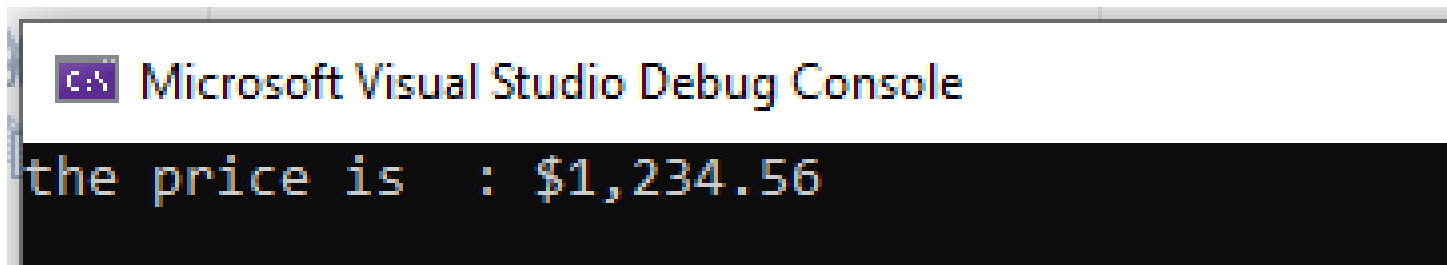 C:\
Microsoft Visual Studio Debug Console
the price is  : $1,234.56